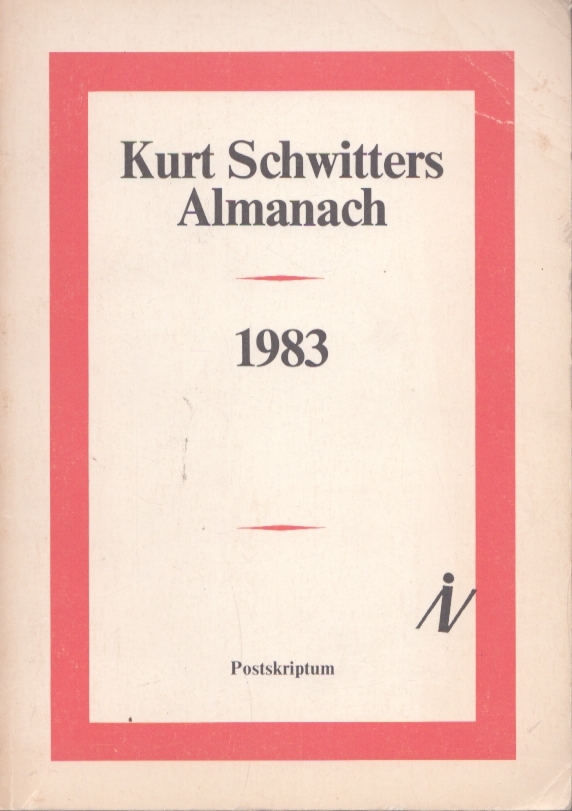 Kurt Schwitters
Almanach
1983
Postskriptum